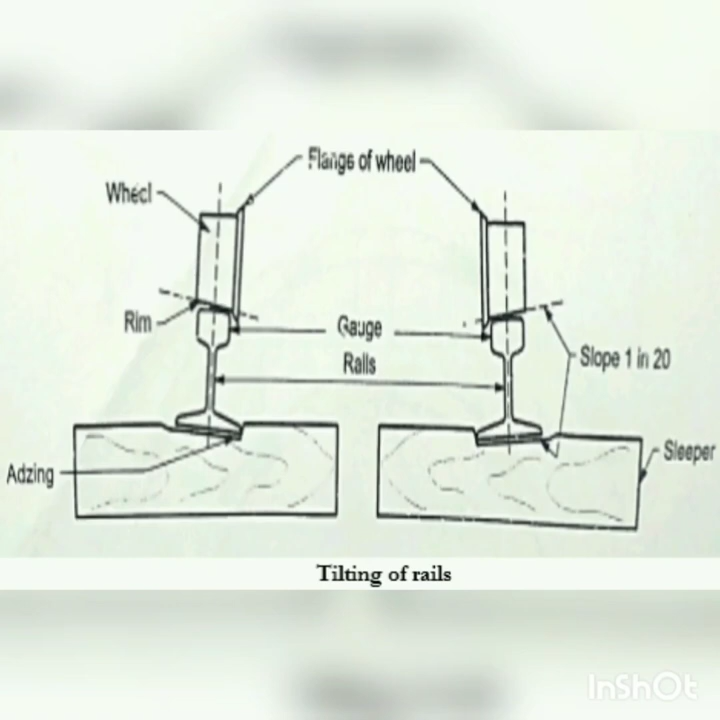 Flange of wheel
Wheel
Rim
Gauge
Rails
Slope 1 in 20
Adzing
Sleeper
Tilting of rails
InShOt